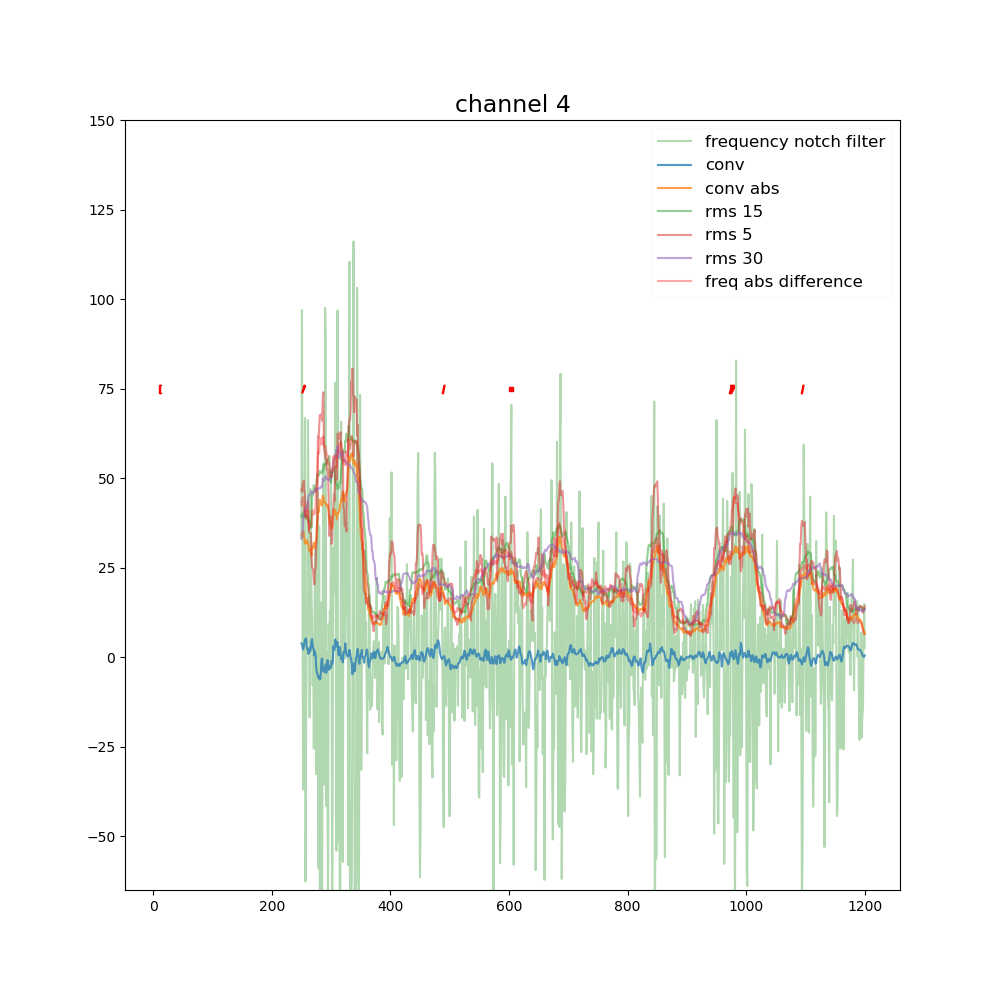 channel 4
150
125
100
75
50
25
0
−25
−50
frequency notch filter
conv
conv abs
rms 15
rms 5
rms 30
freq abs difference
0 200 400 600 800 1000 1200